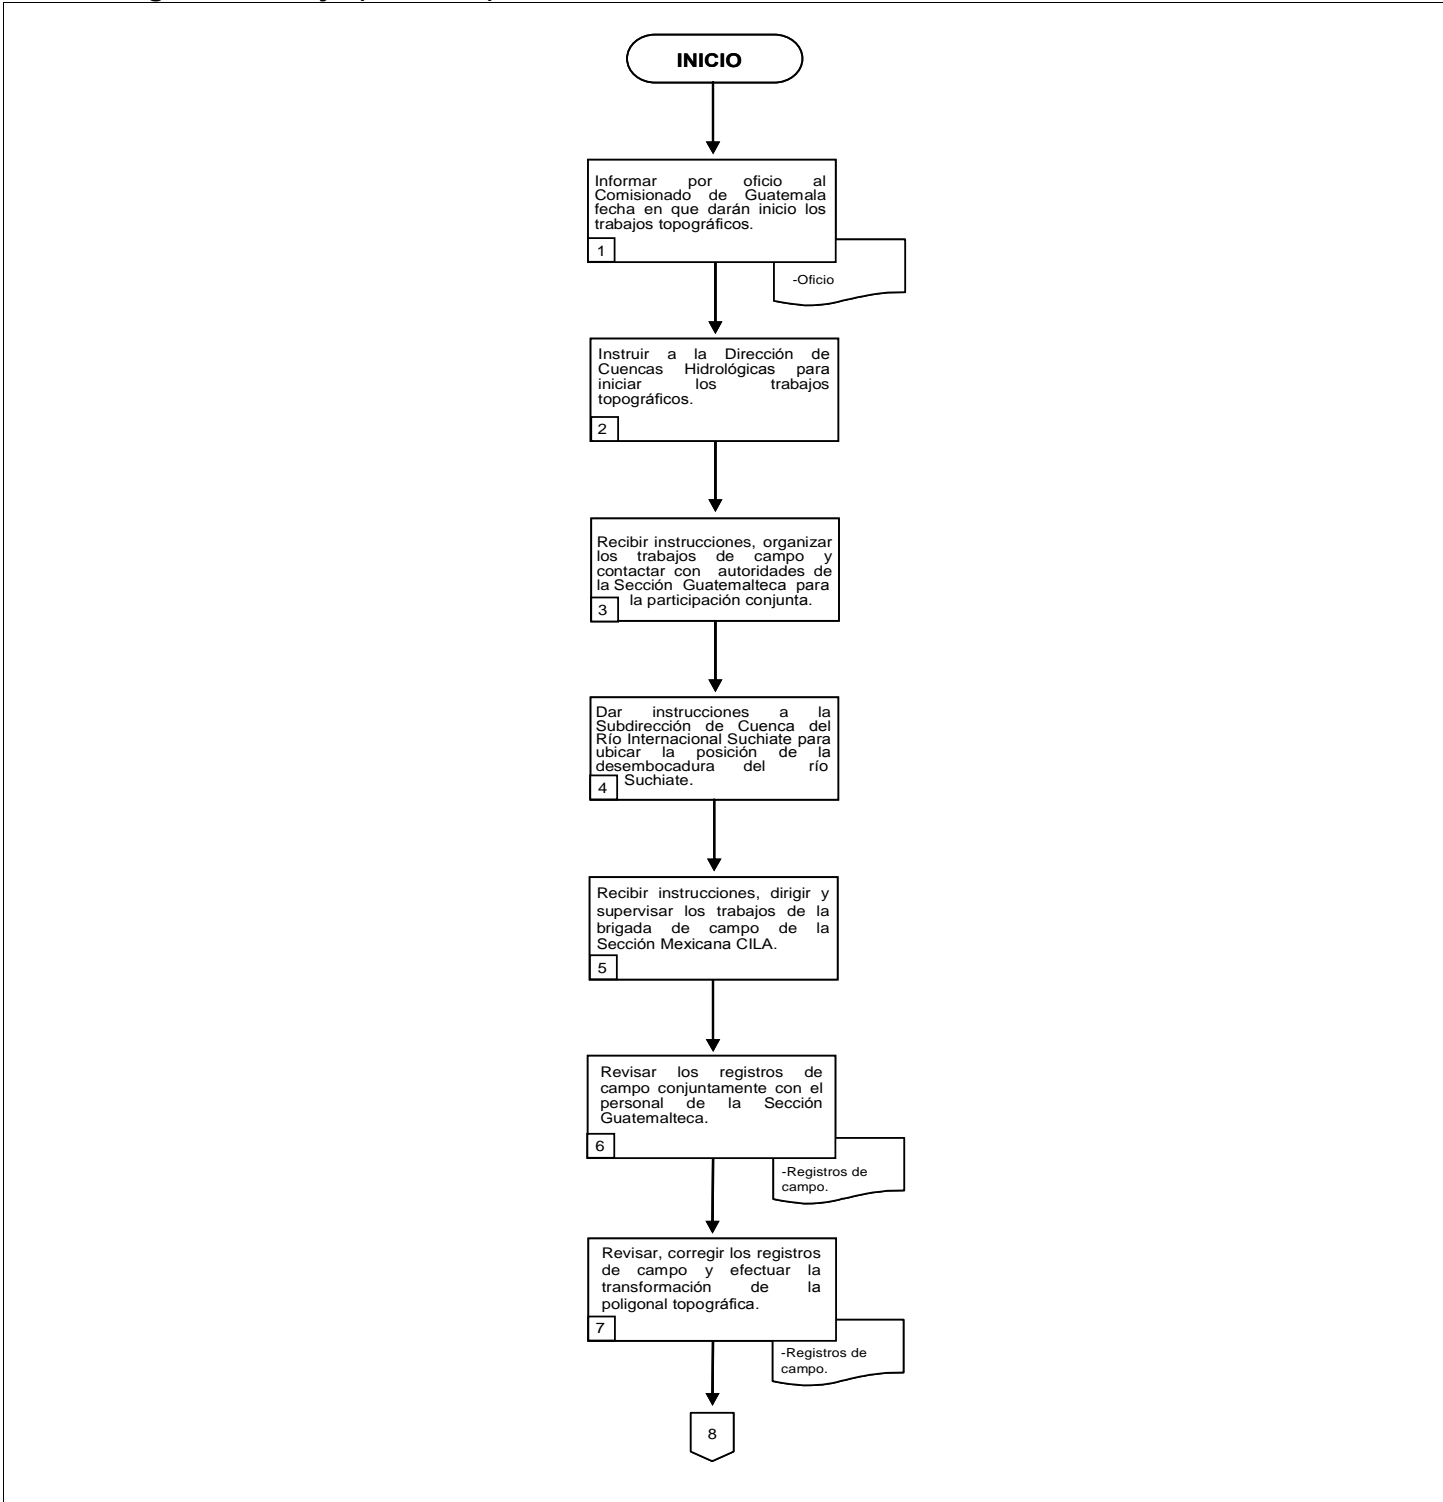 INICIO
Informar por oficio al
Comisionado de Guatemala
fecha en que darán inicio los
trabajos topográficos.
1
-Oficio
Instruir a la Dirección de
Cuencas Hidrológicas para
iniciar los trabajos
topográficos.
2
Recibir instrucciones, organizar
los trabajos de campo y
contactar con autoridades de
la Sección Guatemalteca para
la participación conjunta.
3
Dar instrucciones a la
Subdirección de Cuenca del
Río Internacional Suchiate para
ubicar la posición de la
desembocadura del río
Suchiate.
4
Recibir instrucciones, dirigir y
supervisar los trabajos de la
brigada de campo de la
Sección Mexicana CILA.
5
Revisar los registros de
campo conjuntamente con el
personal de la Sección
Guatemalteca.
6
-Registros de
campo.
Revisar, corregir los registros
de campo y efectuar la
transformación de la
poligonal topográfica.
7
-Registros de
campo.
8